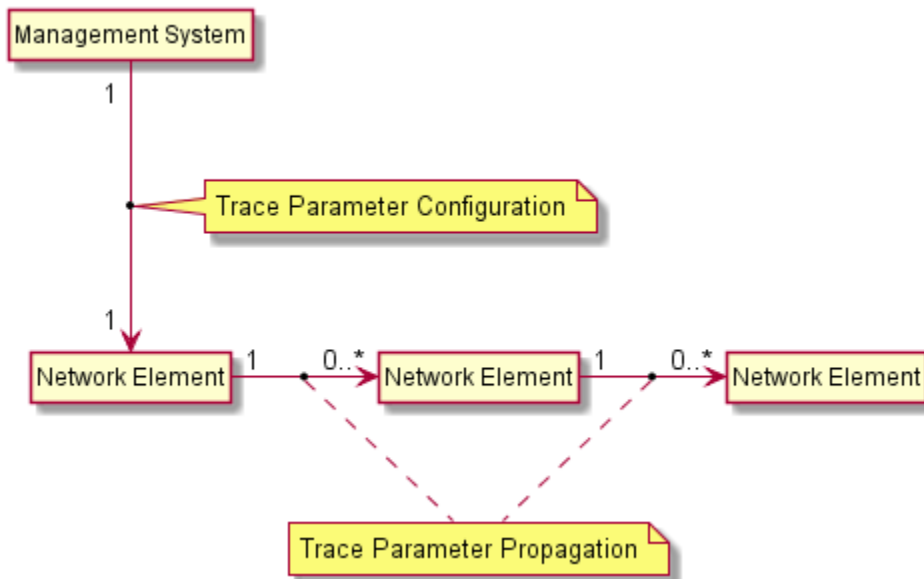 Management System
1
Trace Parameter Configuration
1
Network Element 1 0..* Network Element 1 0..* Network Element
Trace Parameter Propagation